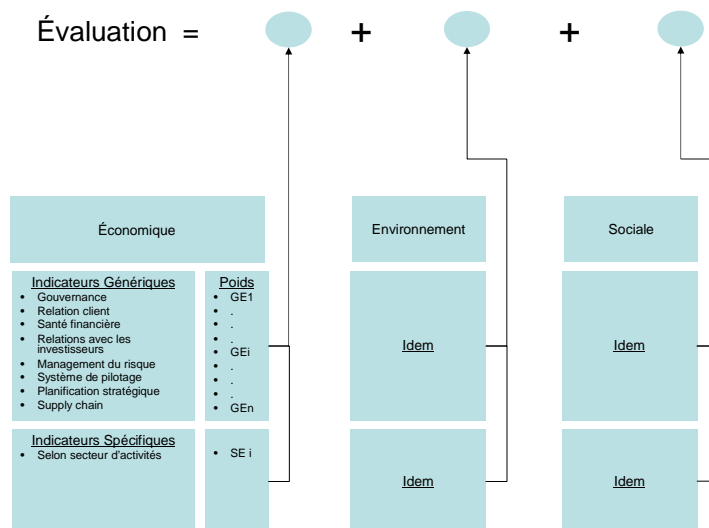 Évaluation = + +
Économique
Environnement
Sociale
Indicateurs Génériques
• Gouvernance
• Relation client
• Santé financière
• Relations avec les
investisseurs
• Management du risque
• Système de pilotage
• Planification stratégique
• Supply chain
Poids
• GE1
• .
• .
• .
• GEi
• .
• .
• .
• GEn
Idem
Idem
Indicateurs Spécifiques
• Selon secteur d'activités
• SE i
Idem
Idem